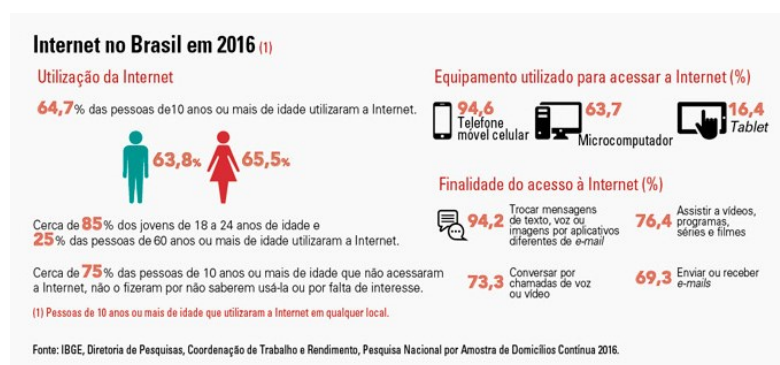 Internet no Brasil em 2016 (1)
Utilização da Internet
64,7% das pessoas de10 anos ou mais de idade utilizaram a Internet.
63,8%
65,5%
Cerca de 85% dos jovens de 18 a 24 anos de idade e
25% das pessoas de 60 anos ou mais de idade utilizaram a Internet.
Cerca de 75% das pessoas de 10 anos ou mais de idade que não acessaram
a Internet, não o fizeram por não saberem usá-la ou por falta de interesse.
(1) Pessoas de 10 anos ou mais de idade que utilizaram a Internet em qualquer local.
Equipamento utilizado para acessar a Internet (%)
94,6
Telefone
móvel celular
63,7
Microcomputador
16,4
Tablet
Finalidade do acesso à Internet (%)
94,2
Trocar mensagens
de texto, voz ou
imagens por aplicativos
diferentes de e-mail
76,4
Assistir a vídeos,
programas,
séries e filmes
73,3
Conversar por
chamadas de voz
ou vídeo
69,3
Enviar ou receber
e-mails
Fonte: IBGE, Diretoria de Pesquisas, Coordenação de Trabalho e Rendimento, Pesquisa Nacional por Amostra de Domicílios Contínua 2016.